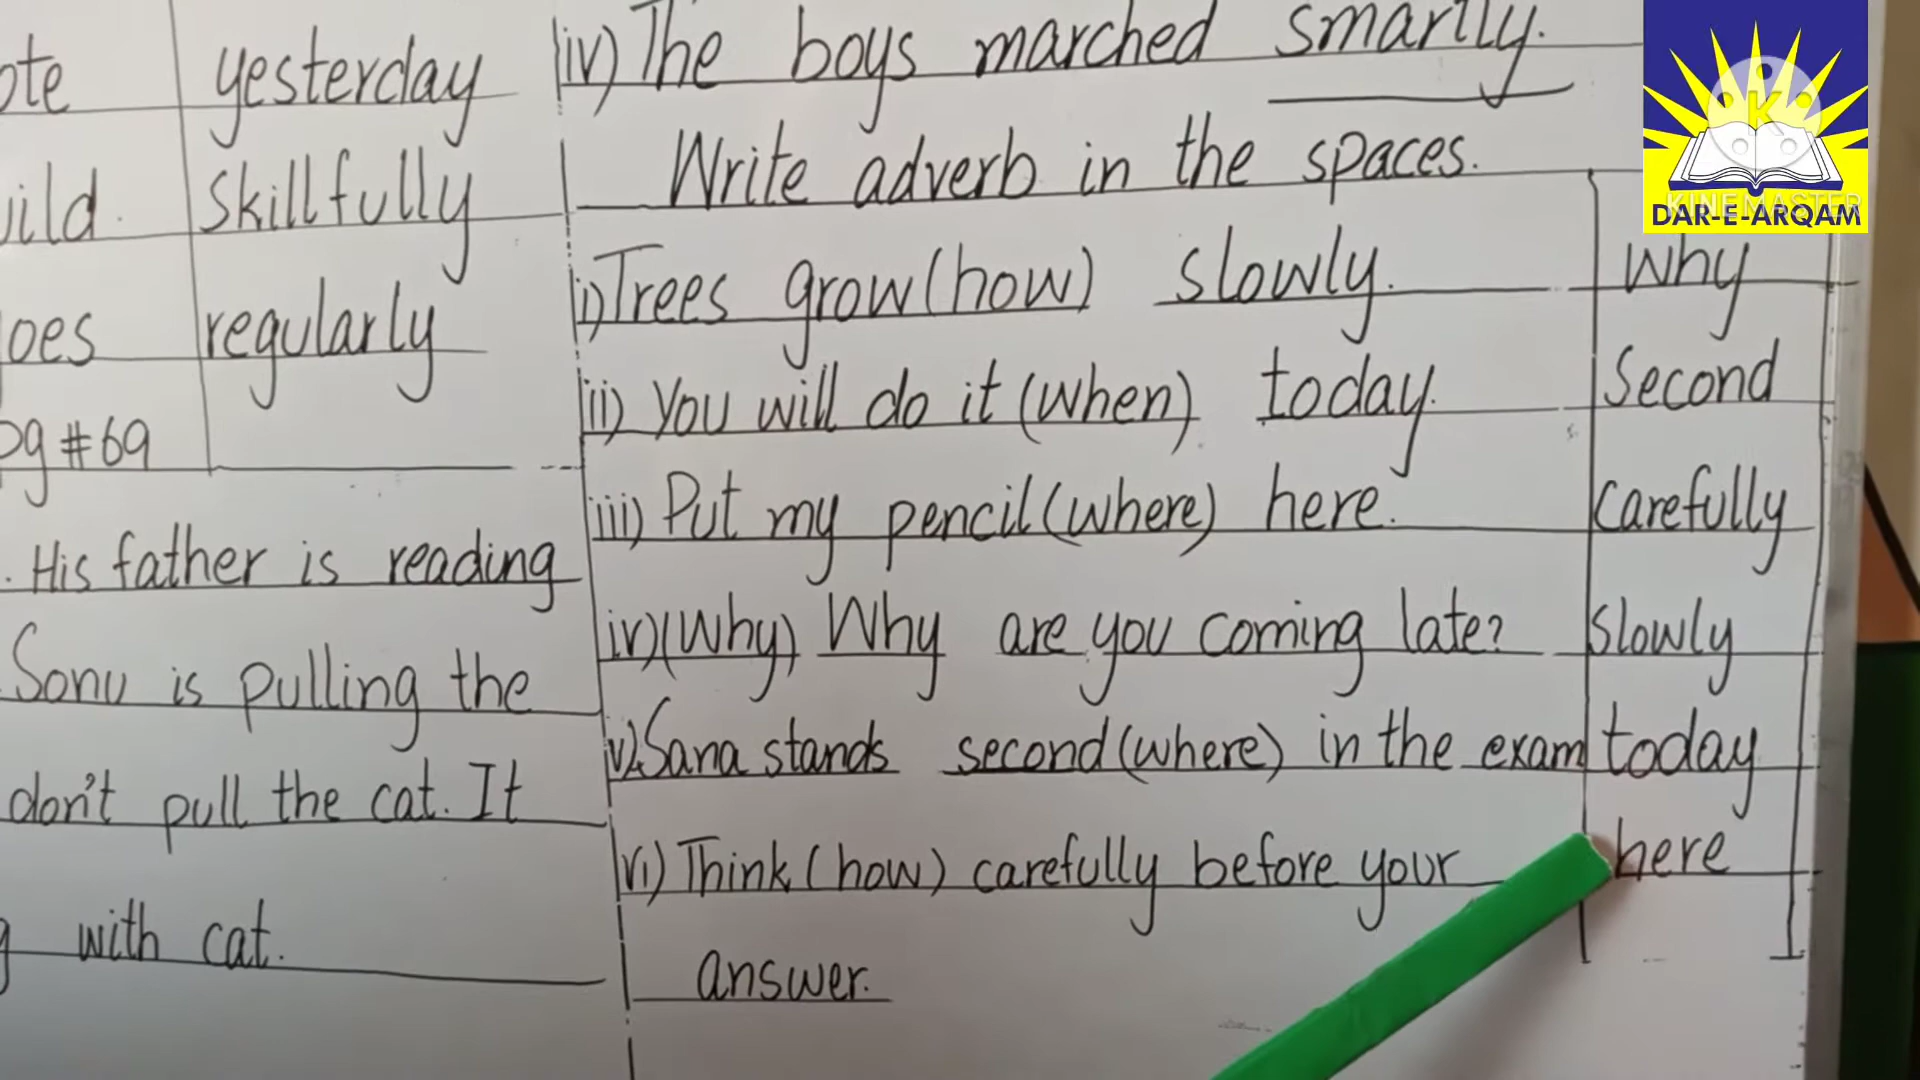 yesterday
skillfully
regularly
pg #69
His father is reading
Sonu is pulling the
don't pull the cat. It
with cat.
iv) The boys marched smartly.
Write adverb in the spaces.
i) Trees grow (how) slowly.
ii) You will do it (when) today.
iii) Put my pencil (where) here.
iv) (Why) Why are you coming late?
v). Sana stands second (where) in the exam
vi) Think (how) carefully before your
answer.
Why
Second
Carefully
Slowly
today
here
K
KINEMASTER
DAR-E-ARQAM